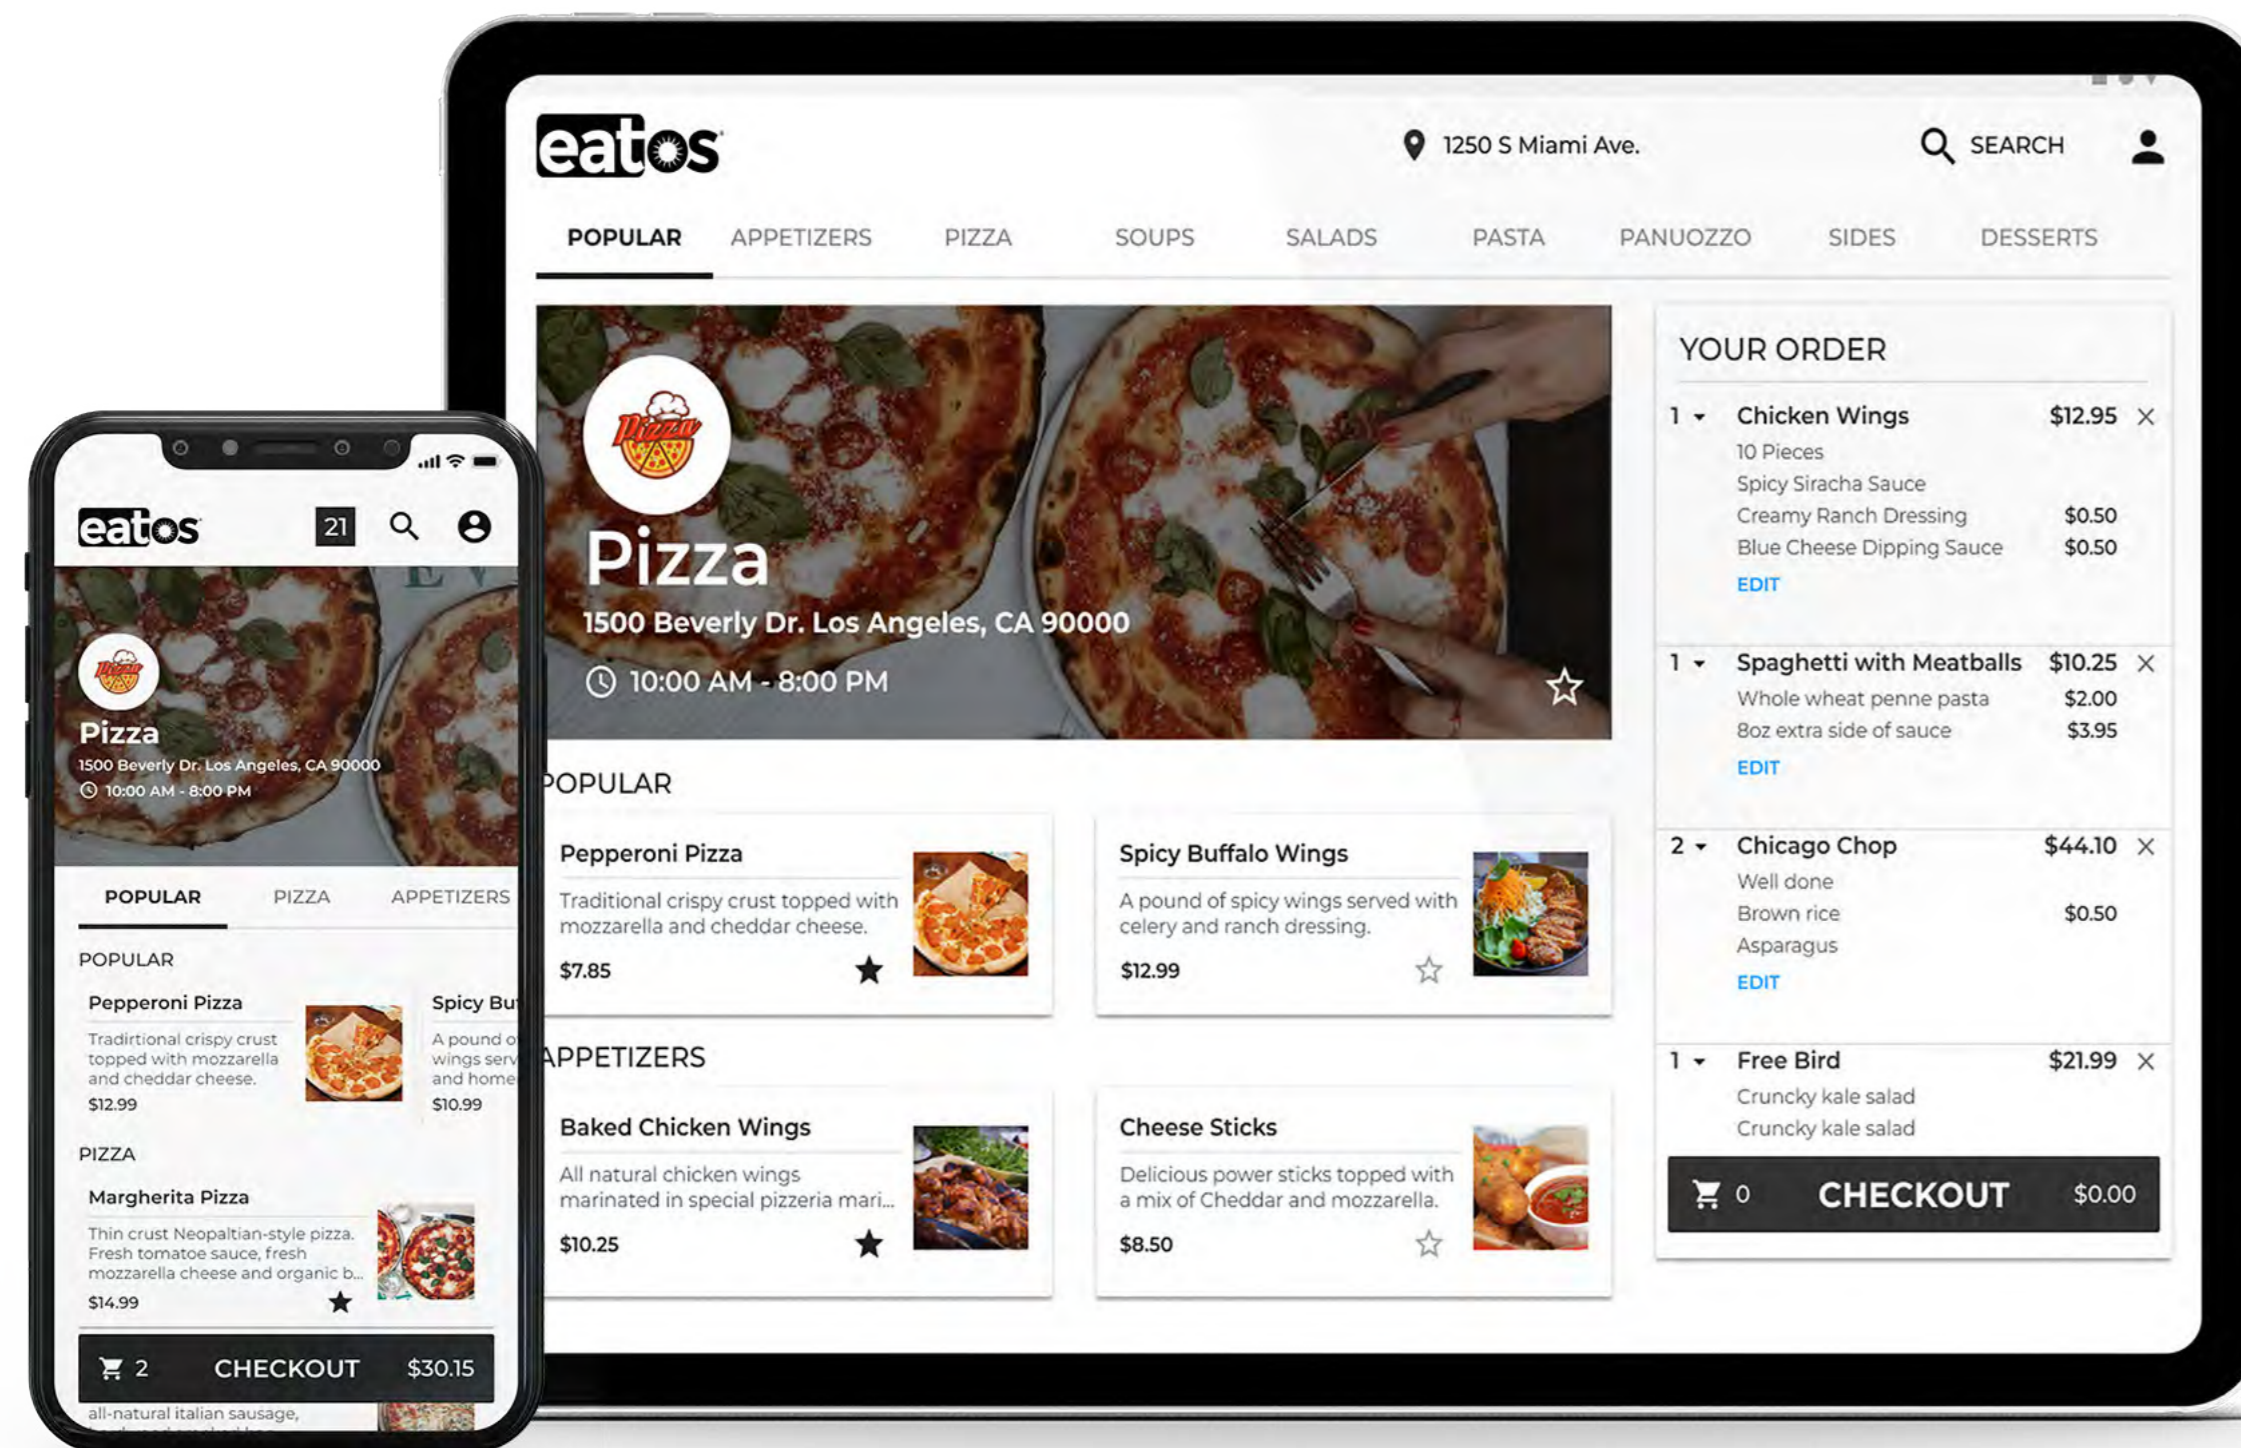 eatos
1250 S Miami Ave.
SEARCH
POPULAR
APPETIZERS
PIZZA
SOUPS
SALADS
PASTA
PANUOZZO
SIDES
DESSERTS
Pizza
Pizza
1500 Beverly Dr. Los Angeles, CA 90000
10:00 AM - 8:00 PM
POPULAR
Pepperoni Pizza
Traditional crispy crust topped with
mozzarella and cheddar cheese.
$7.85
Spicy Buffalo Wings
A pound of spicy wings served with
celery and ranch dressing.
$12.99
APPETIZERS
Baked Chicken Wings
All natural chicken wings
marinated in special pizzeria mari...
$10.25
Cheese Sticks
Delicious power sticks topped with
a mix of Cheddar and mozzarella.
$8.50
YOUR ORDER
1 Chicken Wings $12.95
10 Pieces
Spicy Siracha Sauce
Creamy Ranch Dressing $0.50
Blue Cheese Dipping Sauce $0.50
EDIT
1 Spaghetti with Meatballs $10.25
Whole wheat penne pasta $2.00
8oz extra side of sauce $3.95
EDIT
2 Chicago Chop $44.10
Well done
Brown rice $0.50
Asparagus
EDIT
1 Free Bird $21.99
Cruncky kale salad
Cruncky kale salad
0 CHECKOUT $0.00
eatos
21
EV
Pizza
Pizza
1500 Beverly Dr. Los Angeles, CA 90000
10:00 AM - 8:00 PM
POPULAR
PIZZA
APPETIZERS
POPULAR
Pepperoni Pizza
Tradirtional crispy crust
topped with mozzarella
and cheddar cheese.
$12.99
Spicy Bu
A pound o
wings serv
and home
$10.99
PIZZA
Margherita Pizza
Thin crust Neopaltian-style pizza.
Fresh tomatoe sauce, fresh
mozzarella cheese and organic b...
$14.99
2 CHECKOUT $30.15
all-natural italian sausage,